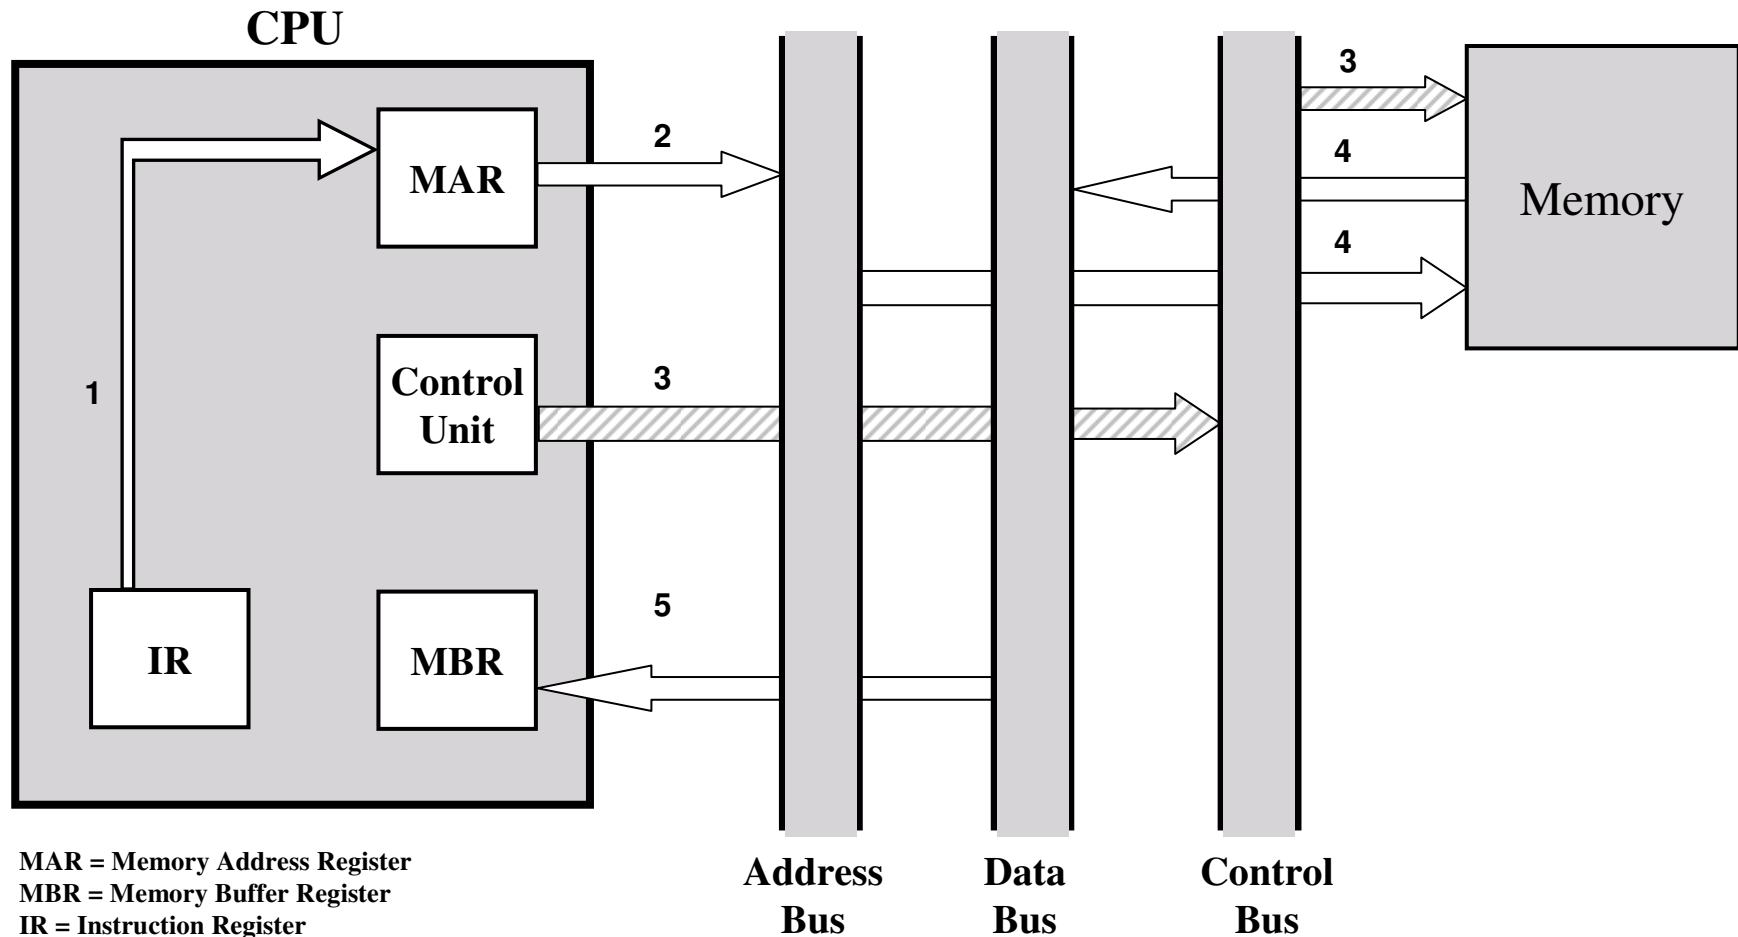 CPU
3
2
4
MAR
Memory
4
3
Control
Unit
1
5
IR
MBR
MAR = Memory Address Register
MBR = Memory Buffer Register
IR = Instruction Register
Address
Bus
Data
Bus
Control
Bus